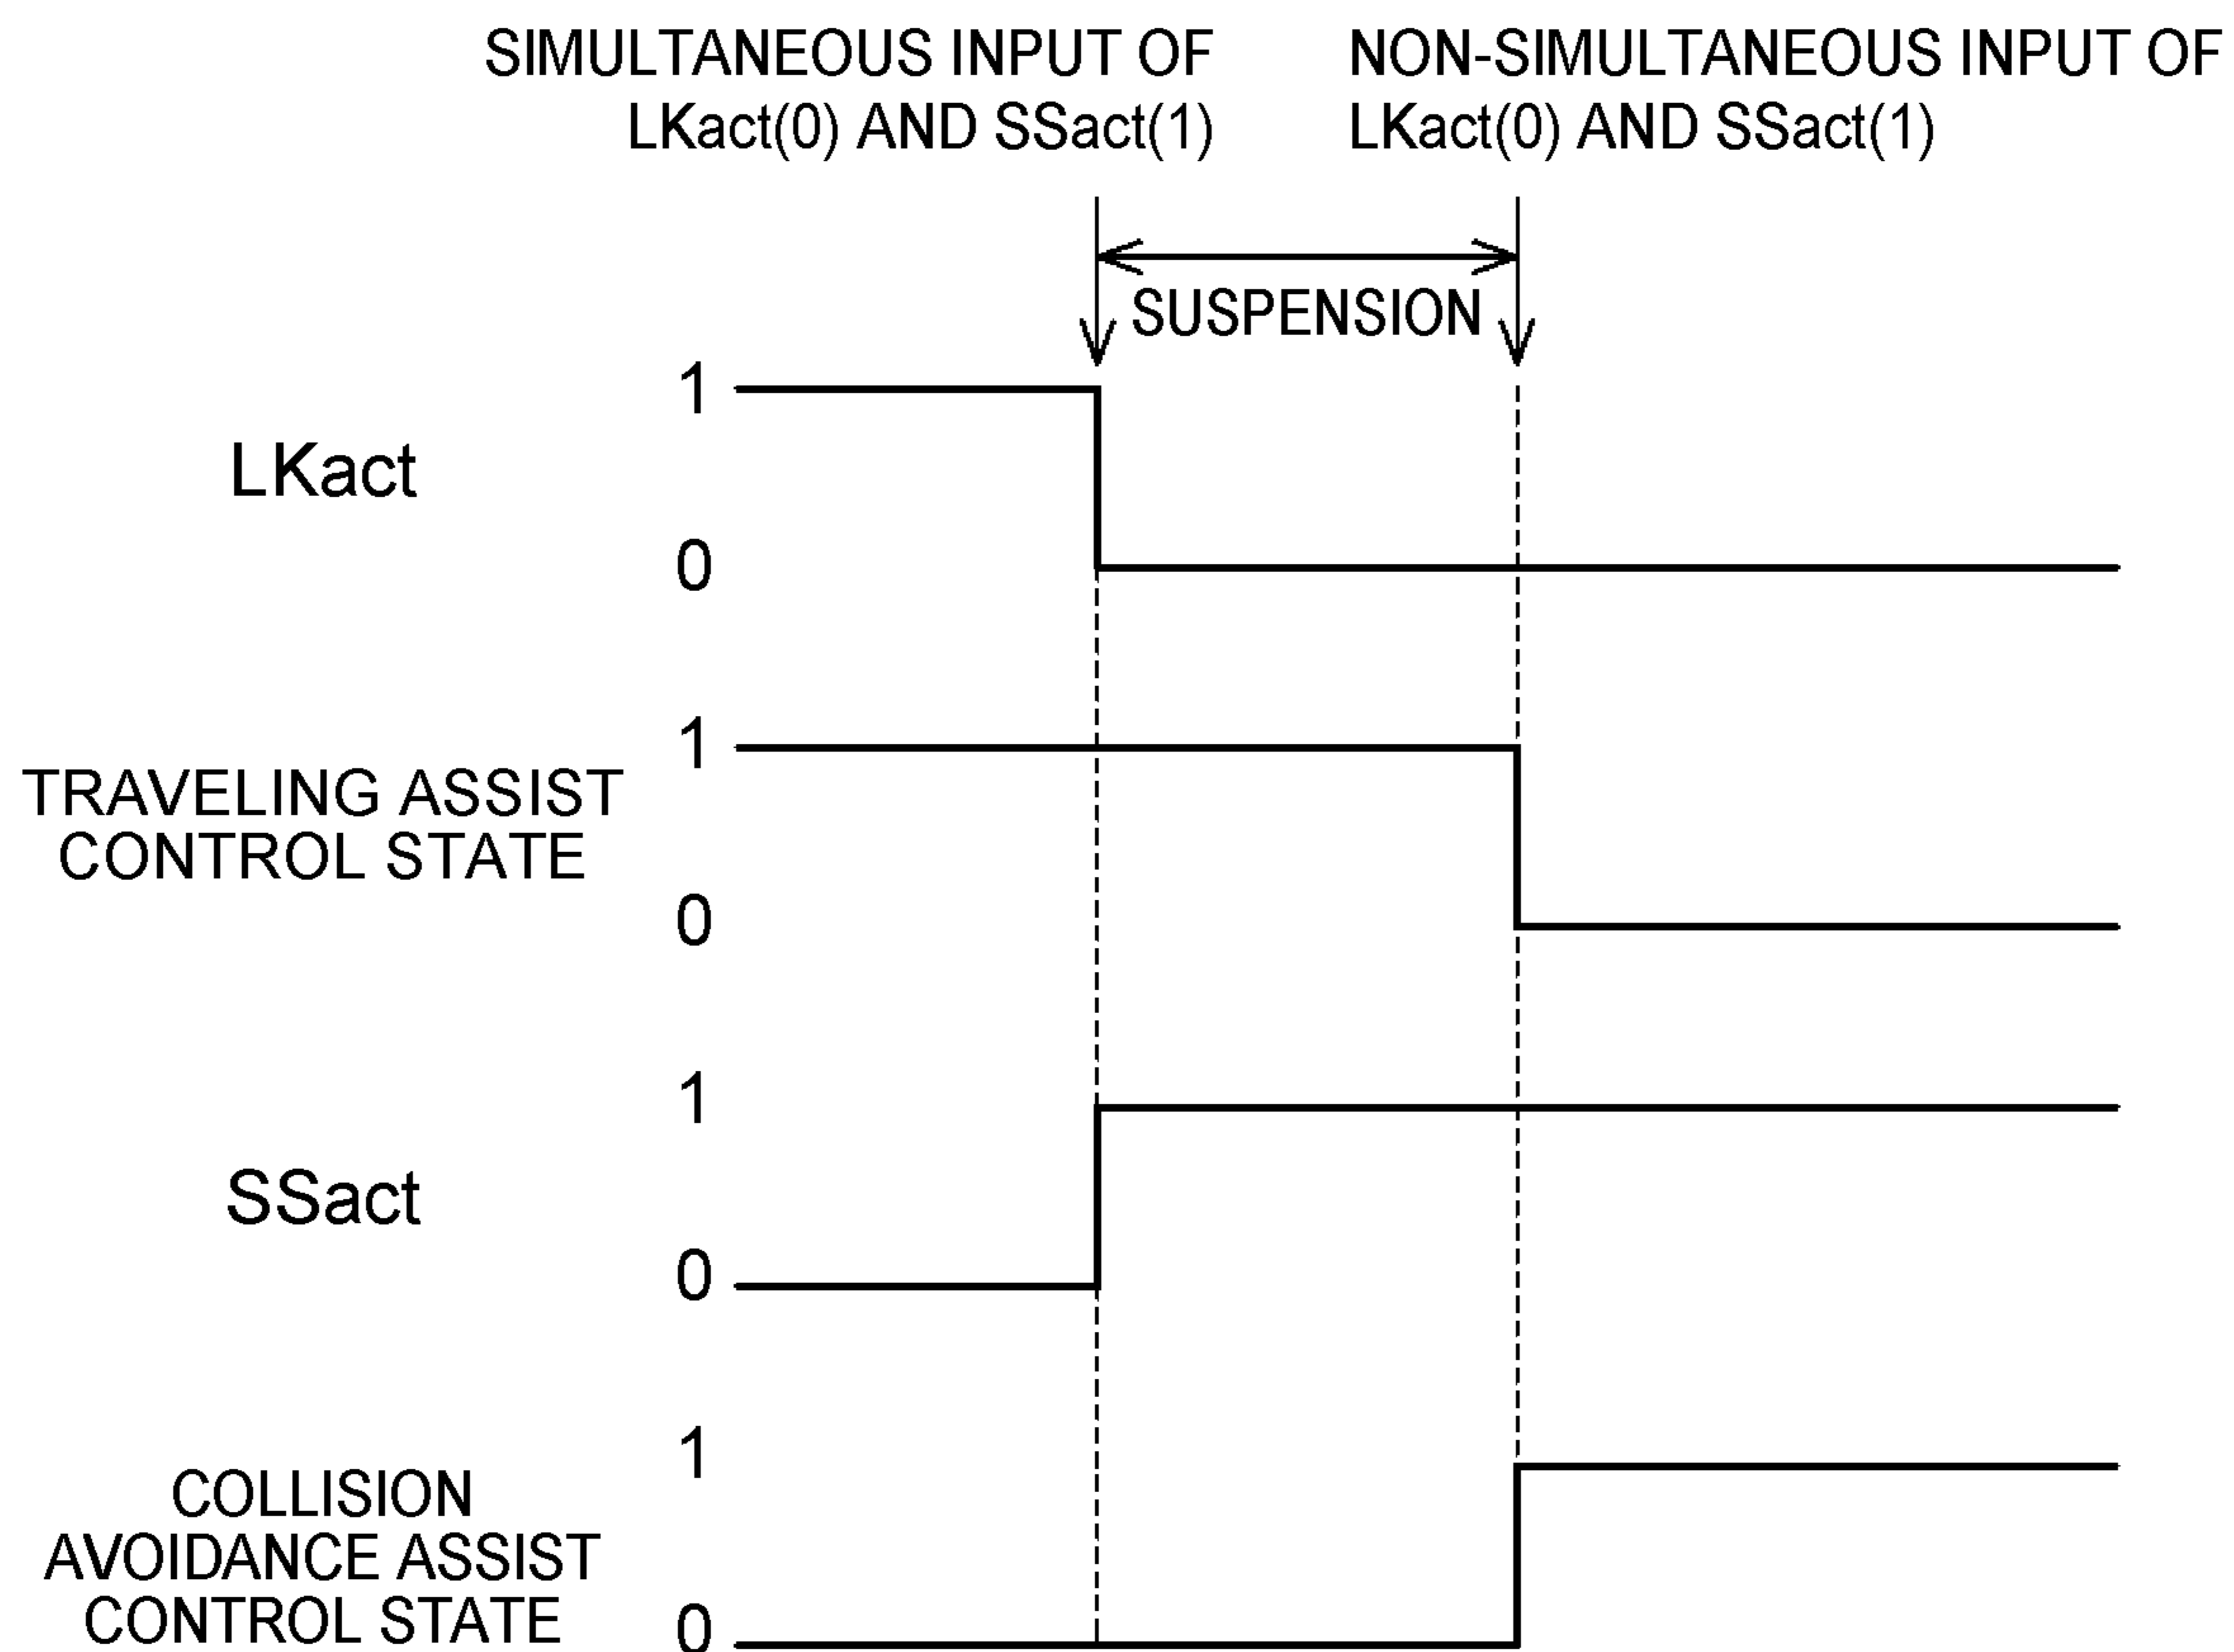 SIMULTANEOUS INPUT OF
LKact(0) AND SSact(1)
NON-SIMULTANEOUS INPUT OF
LKact(0) AND SSact(1)
SUSPENSION
1
LKact
0
1
TRAVELING ASSIST
CONTROL STATE
0
1
SSact
0
1
COLLISION
AVOIDANCE ASSIST
CONTROL STATE
0